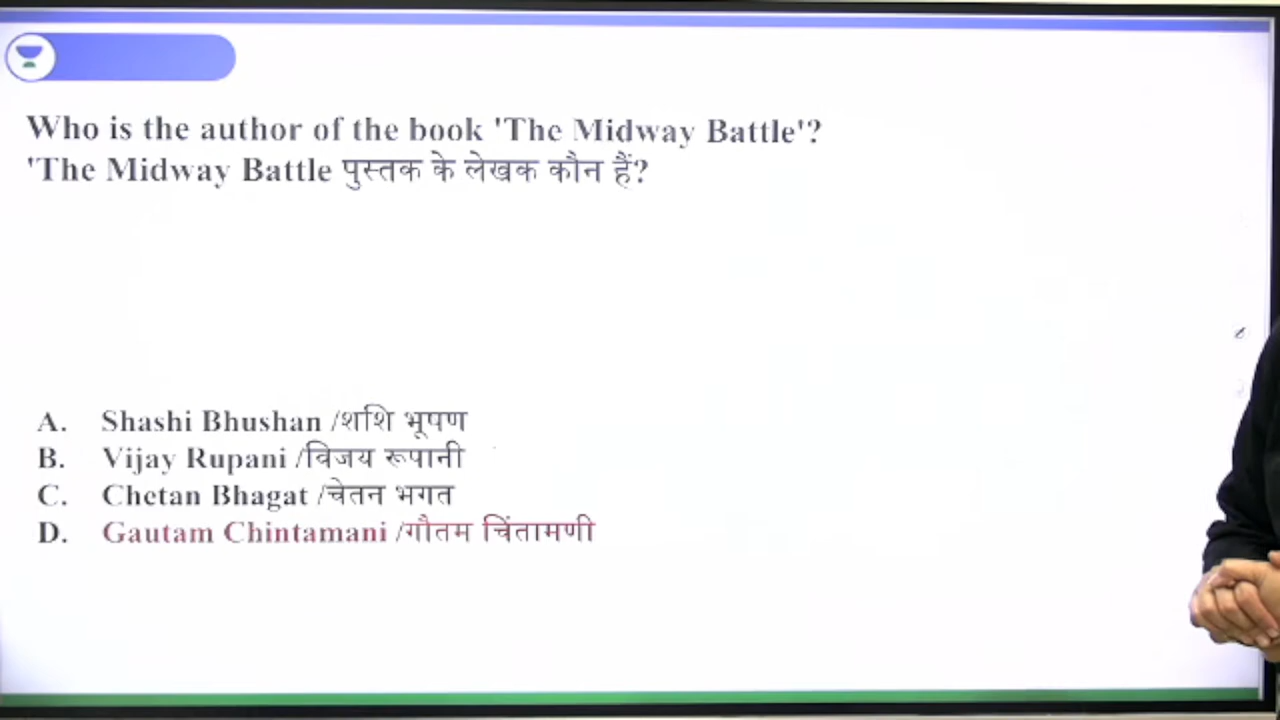 Who is the author of the book 'The Midway Battle'?
'The Midway Battle पुस्तक के लेखक कौन हैं?
A. Shashi Bhushan /शशि भूषण
B. Vijay Rupani /विजय रूपानी
C. Chetan Bhagat /चेतन भगत
D. Gautam Chintamani /गौतम चिंतामणी